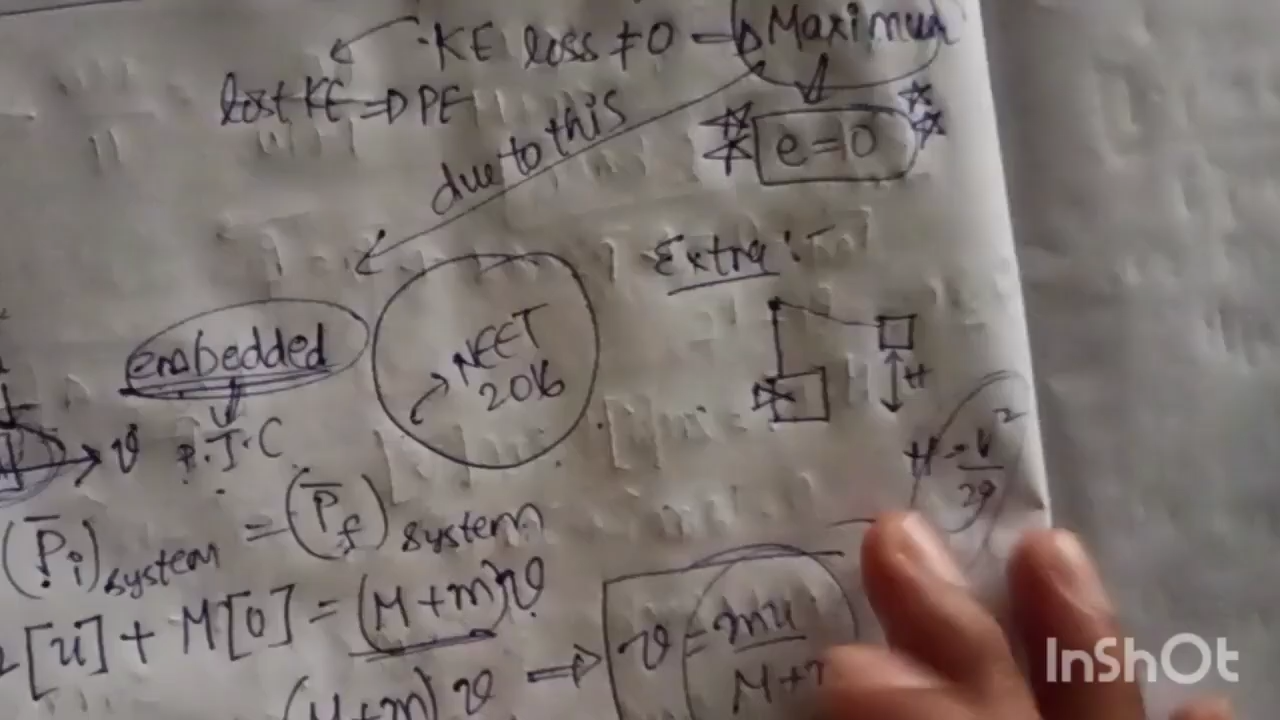 KE loss ≠ 0 → Maximum
lost KE ⇒ PE
due to this
e=0
Extra:-
embedded
NEET
2016
P.I.C
v
H
H = v²/2g
(P̅i)system = (P̅f)system
[u] + M[0] = (M+m)v
(M+m)v ⇒ v = mu/M+
InShOt